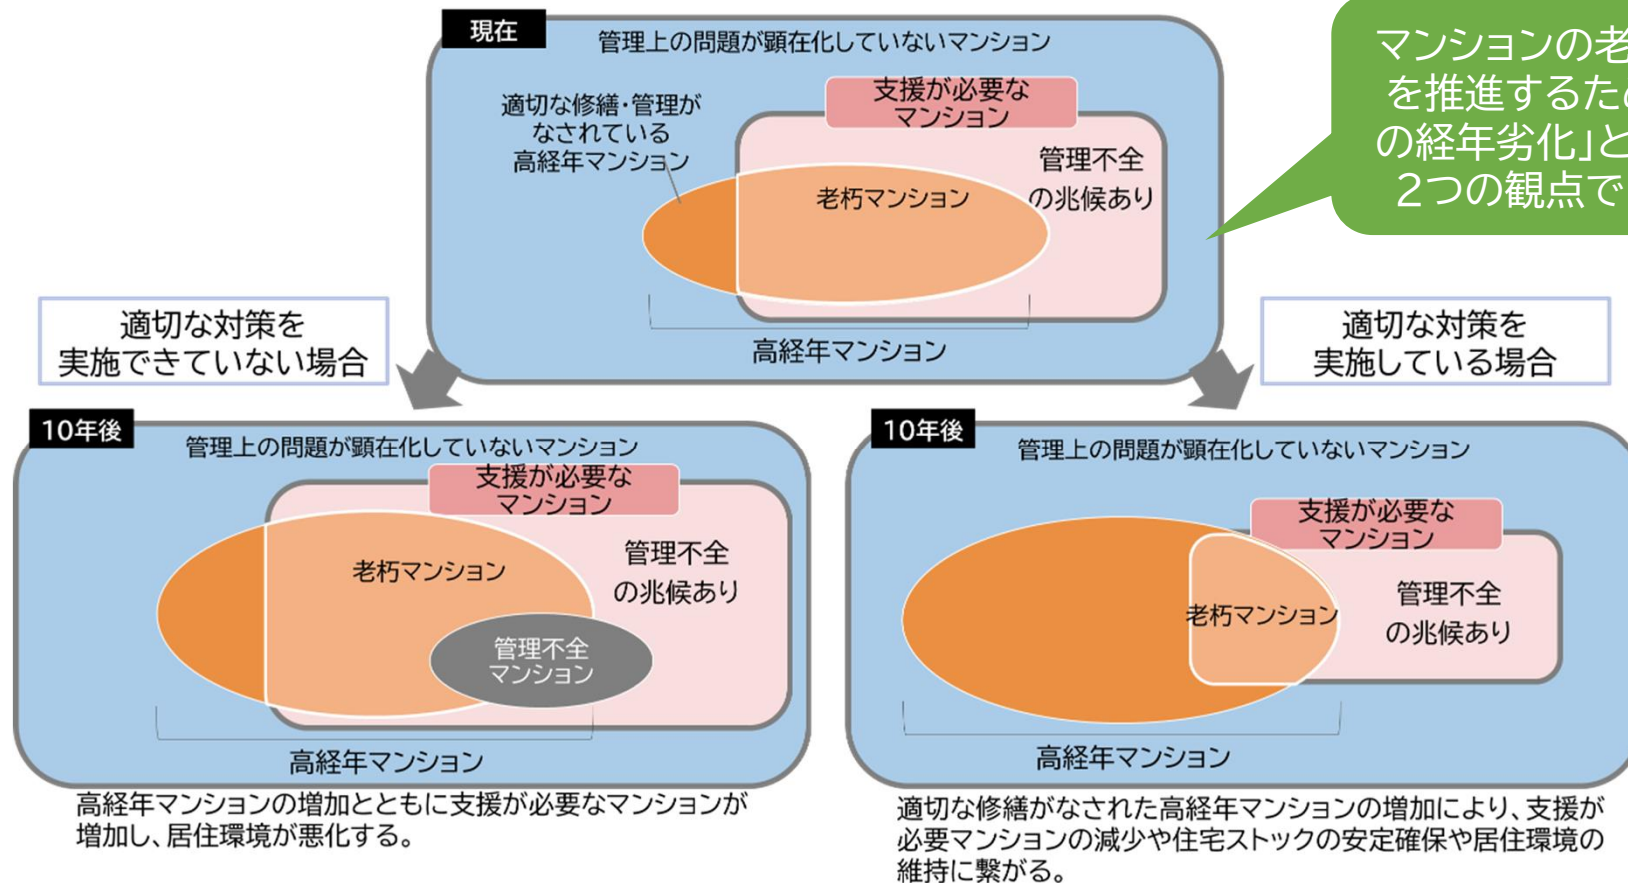 現在
管理上の問題が顕在化していないマンション
適切な修繕・管理が
なされている
高経年マンション
支援が必要な
マンション
管理不全
の兆候あり
老朽マンション
高経年マンション
マンションの老
を推進するため
の経年劣化」と
2つの観点で
適切な対策を
実施できていない場合
適切な対策を
実施している場合
10年後
管理上の問題が顕在化していないマンション
支援が必要な
マンション
老朽マンション
管理不全
の兆候あり
管理不全
マンション
高経年マンション
高経年マンションの増加とともに支援が必要なマンションが
増加し、居住環境が悪化する。
10年後
管理上の問題が顕在化していないマンション
支援が必要な
マンション
老朽マンション
管理不全
の兆候あり
高経年マンション
適切な修繕がなされた高経年マンションの増加により、支援が
必要マンションの減少や住宅ストックの安定確保や居住環境の
維持に繋がる。